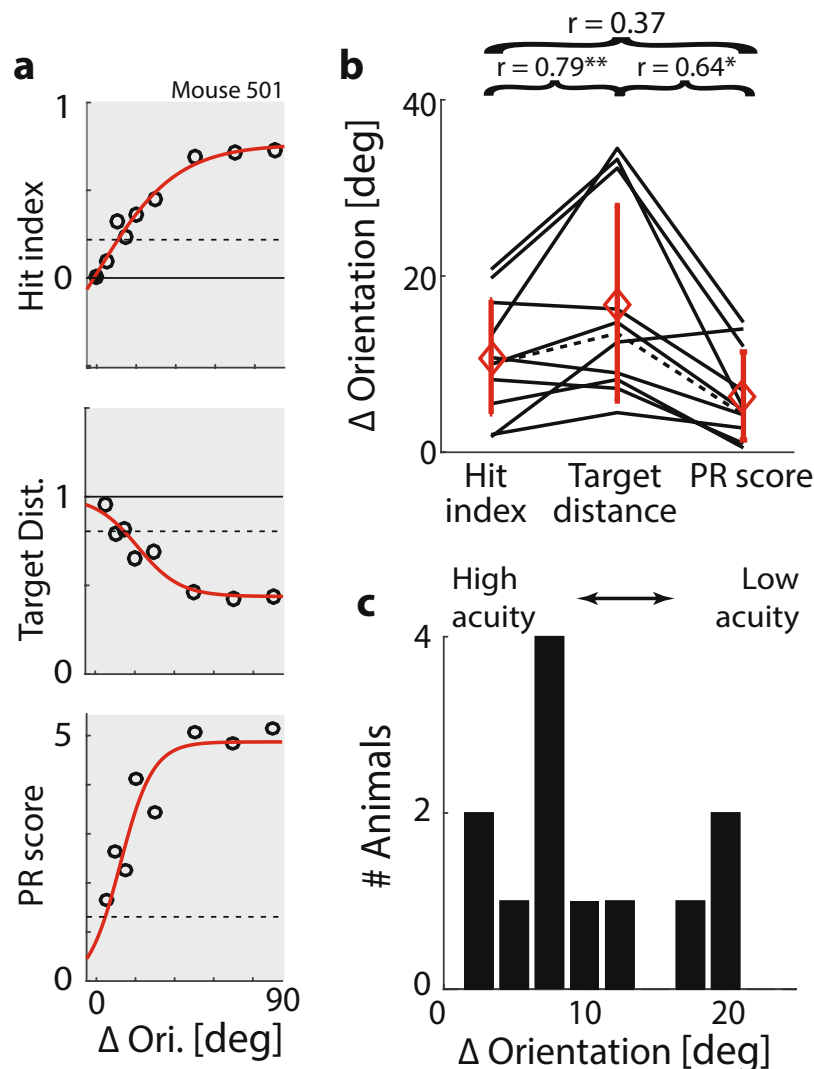 a
Mouse 501
1
0
Hit index
1
0
Target Dist.
5
0
PR score
0 90
Δ Ori. [deg]
b
r = 0.37
r = 0.79** r = 0.64*
40
20
0
Δ Orientation [deg]
Hit index
Target distance
PR score
c
High acuity
Low acuity
4
2
0
# Animals
0 10 20
Δ Orientation [deg]